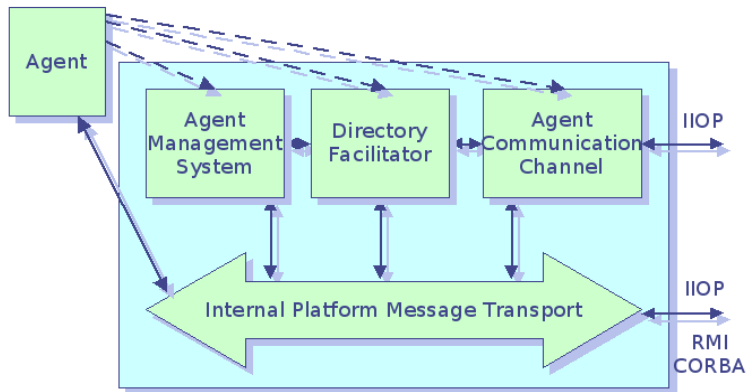 Agent
Agent
Management
System
Directory
Facilitator
Agent
Communication
Channel
IIOP
Internal Platform Message Transport
IIOP
RMI
CORBA